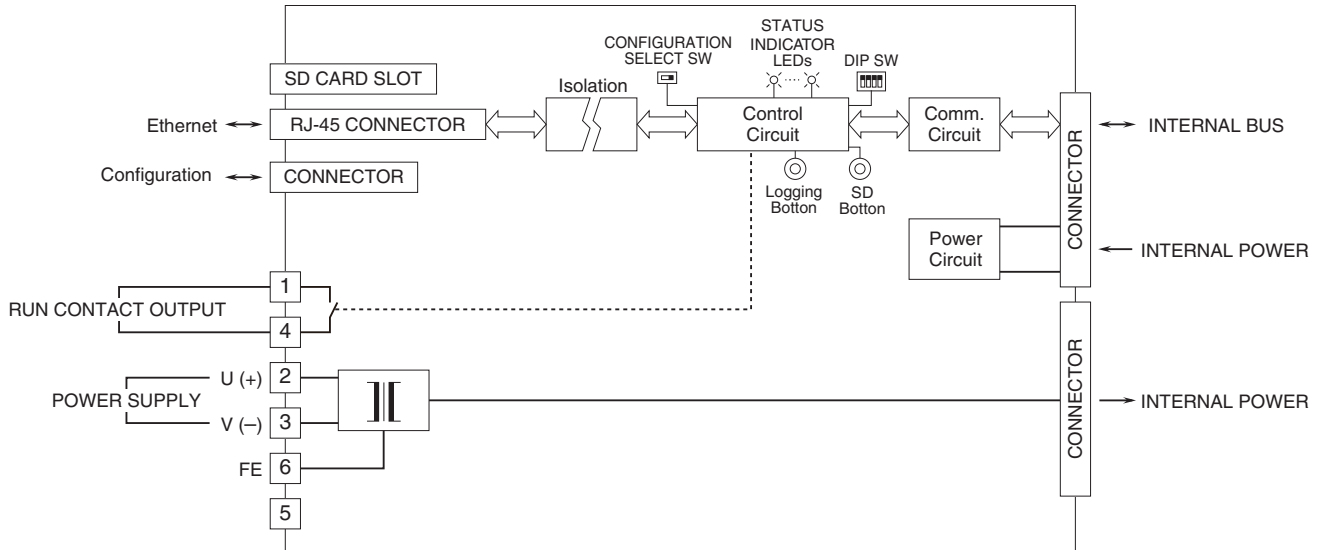 STATUS
INDICATOR
LEDs
CONFIGURATION
SELECT SW
DIP SW
SD CARD SLOT
Isolation
Ethernet
RJ-45 CONNECTOR
Control
Circuit
Comm.
Circuit
CONNECTOR
INTERNAL BUS
Configuration
CONNECTOR
Logging
Botton
SD
Botton
Power
Circuit
INTERNAL POWER
RUN CONTACT OUTPUT
1
4
POWER SUPPLY
U (+)
2
V (–)
3
FE
6
5
CONNECTOR
INTERNAL POWER